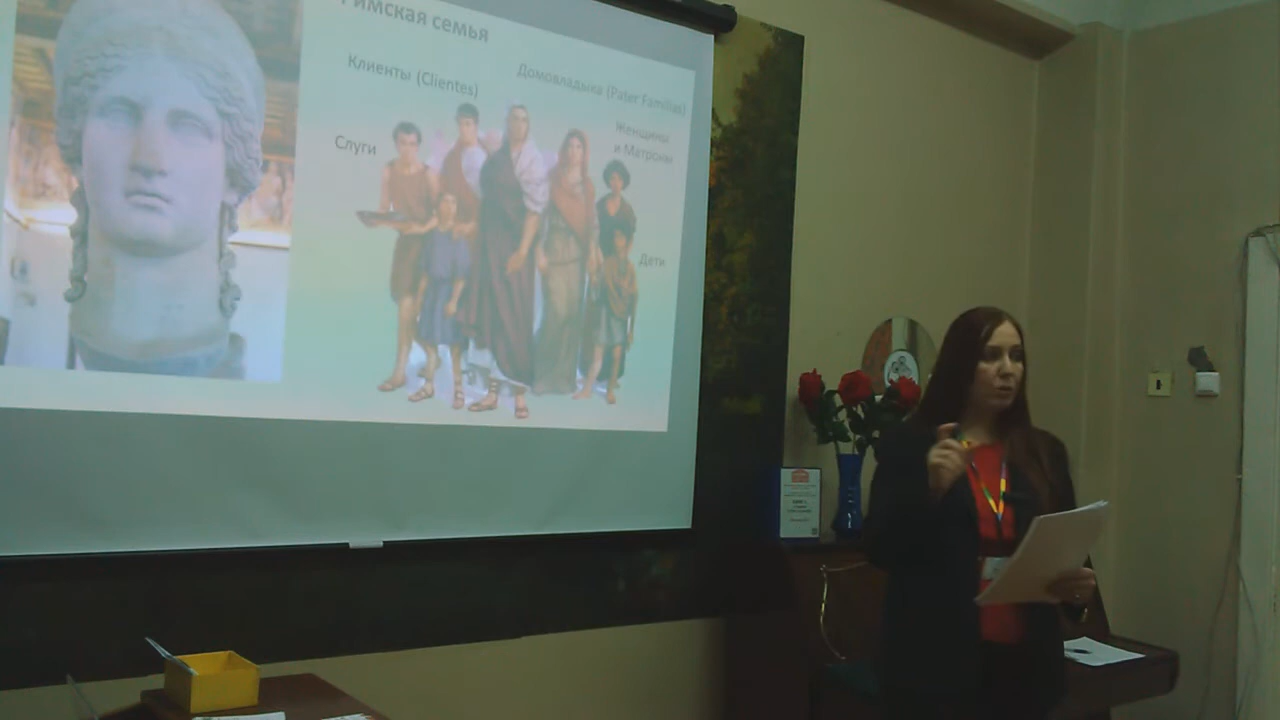 Римская семья
Клиенты (Clientes)
Домовладыка (Pater Familias)
Женщины
и Матроны
Слуги
Дети